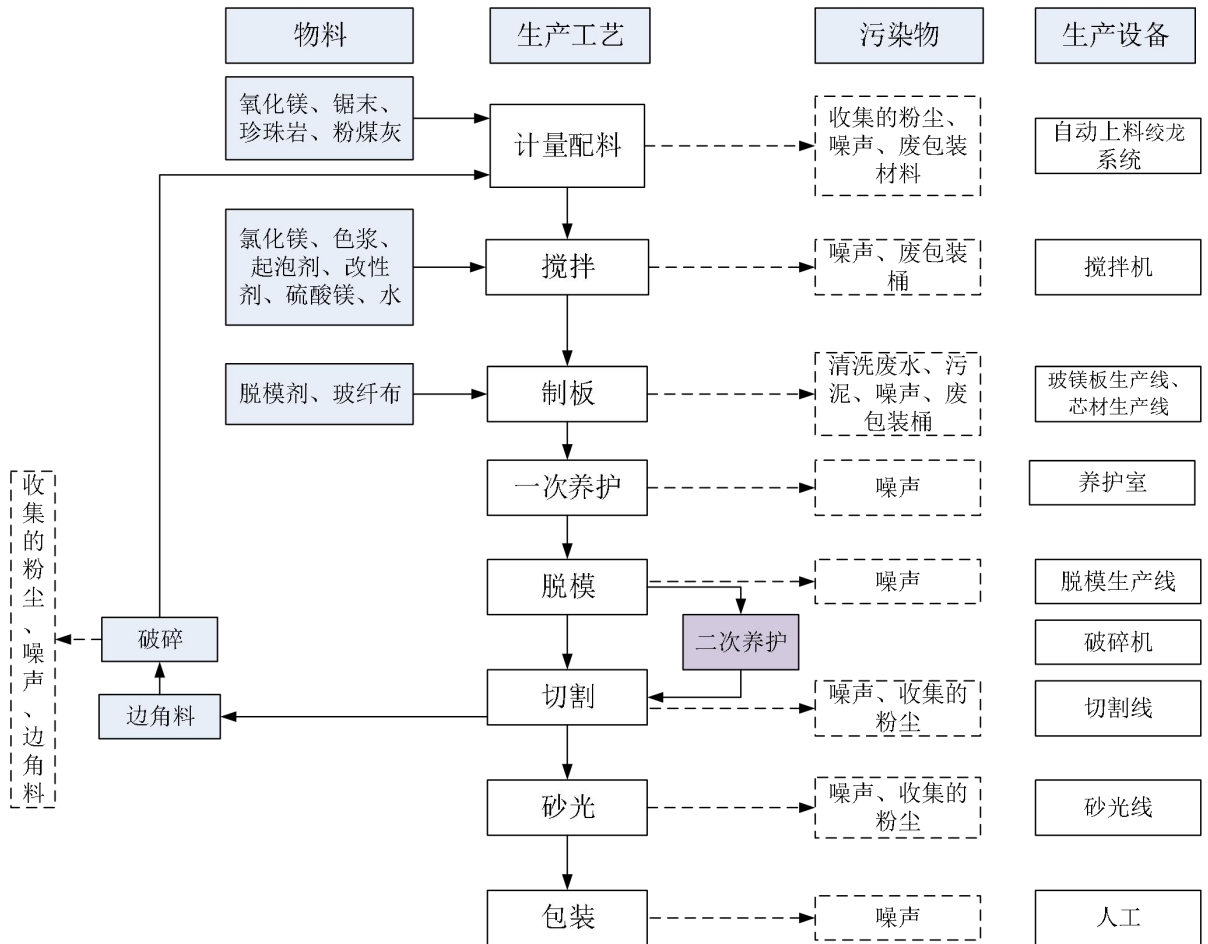 物料
生产工艺
污染物
生产设备
氧化镁、锯末、
珍珠岩、粉煤灰
计量配料
收集的粉尘、
噪声、废包装
材料
自动上料绞龙
系统
氯化镁、色浆、
起泡剂、改性
剂、硫酸镁、水
搅拌
噪声、废包装
桶
搅拌机
脱模剂、玻纤布
制板
清洗废水、污
泥、噪声、废
包装桶
玻镁板生产线、
芯材生产线
一次养护
噪声
养护室
脱模
噪声
脱模生产线
收集的粉尘、噪声、边角料
破碎
二次养护
破碎机
边角料
切割
噪声、收集的
粉尘
切割线
砂光
噪声、收集的
粉尘
砂光线
包装
噪声
人工